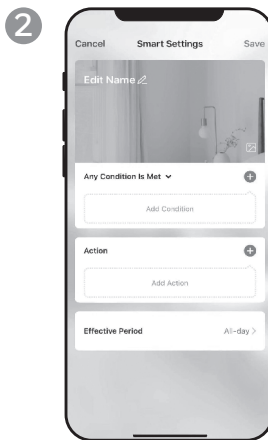 2
Cancel Smart Settings Save
Edit Name
Any Condition Is Met
Add Condition
Action
Add Action
Effective Period All-day >